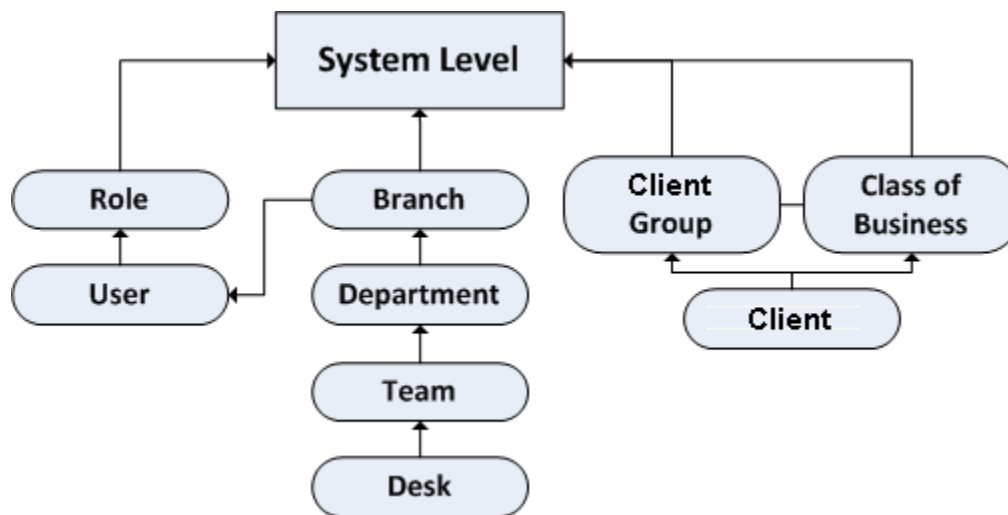 System Level
Role
Branch
Client
Group
Class of
Business
User
Department
Client
Team
Desk